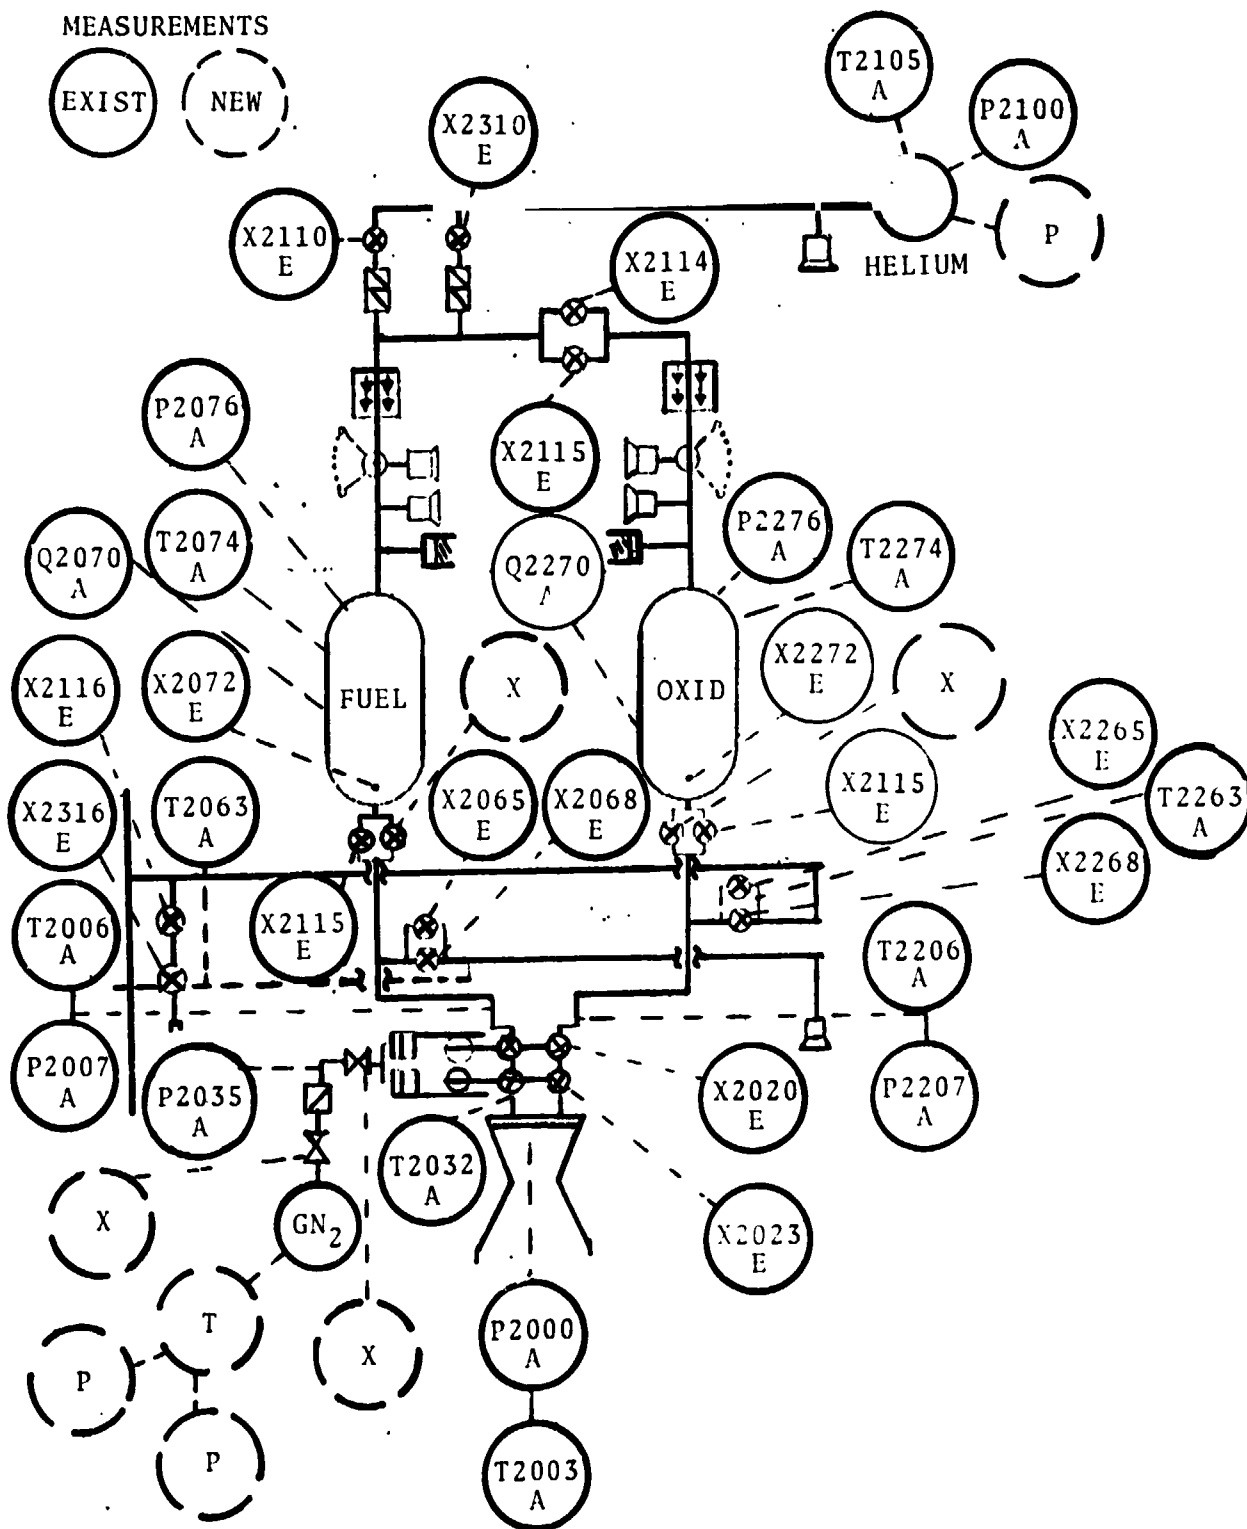 MEASUREMENTS
EXIST
NEW
T2105
A
P2100
A
X2310
E
X2110
E
P
HELIUM
X2114
E
P2076
A
X2115
E
P2276
A
Q2070
A
T2074
A
Q2270
A
T2274
A
X2116
E
X2072
E
FUEL
X
OXID
X2272
E
X
X2265
E
X2316
E
T2063
A
X2065
E
X2068
E
X2115
E
T2263
A
X2268
E
T2006
A
X2115
E
T2206
A
P2007
A
P2035
A
X2020
E
P2207
A
T2032
A
X
GN2
X2023
E
T
X
P2000
A
P
P
T2003
A